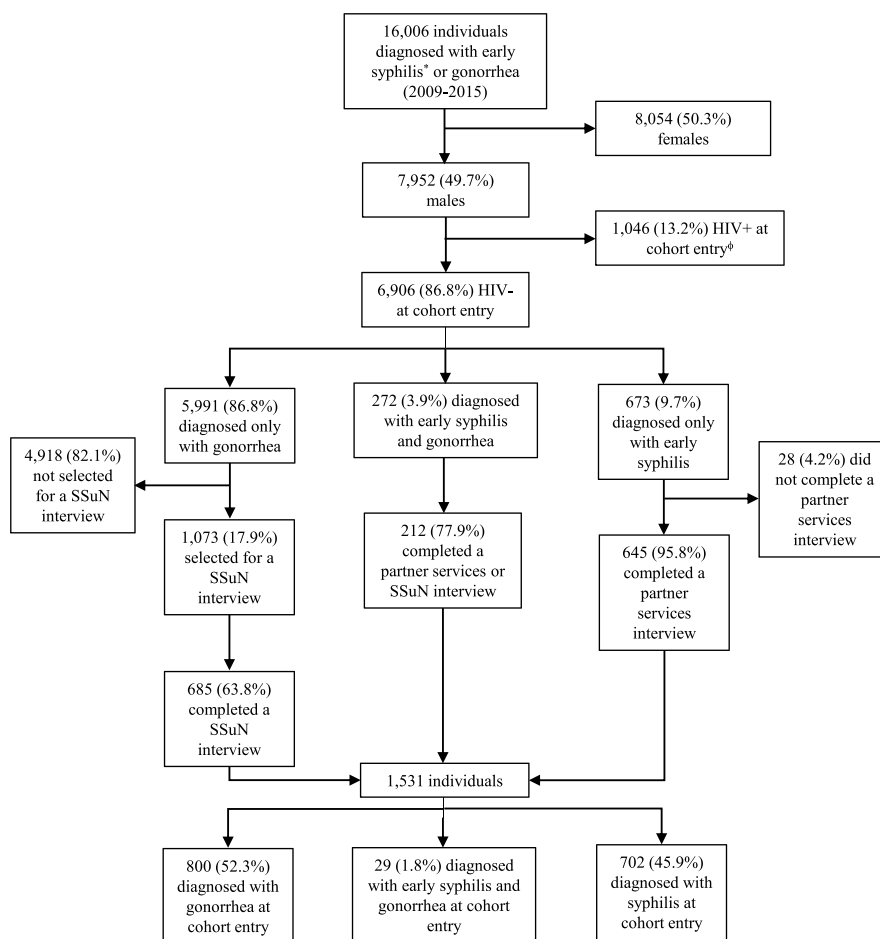 16,006 individuals
diagnosed with early
syphilis* or gonorrhea
(2009-2015)
8,054 (50.3%)
females
7,952 (49.7%)
males
1,046 (13.2%) HIV+ at
cohort entryᶲ
6,906 (86.8%) HIV-
at cohort entry
5,991 (86.8%)
diagnosed only
with gonorrhea
272 (3.9%) diagnosed
with early syphilis
and gonorrhea
673 (9.7%)
diagnosed only
with early
syphilis
4,918 (82.1%)
not selected
for a SSuN
interview
28 (4.2%) did
not complete a
partner
services
interview
1,073 (17.9%)
selected for a
SSuN
interview
212 (77.9%)
completed a
partner services or
SSuN interview
645 (95.8%)
completed a
partner
services
interview
685 (63.8%)
completed a
SSuN
interview
1,531 individuals
800 (52.3%)
diagnosed with
gonorrhea at
cohort entry
29 (1.8%) diagnosed
with early syphilis and
gonorrhea at cohort
entry
702 (45.9%)
diagnosed with
syphilis at
cohort entry